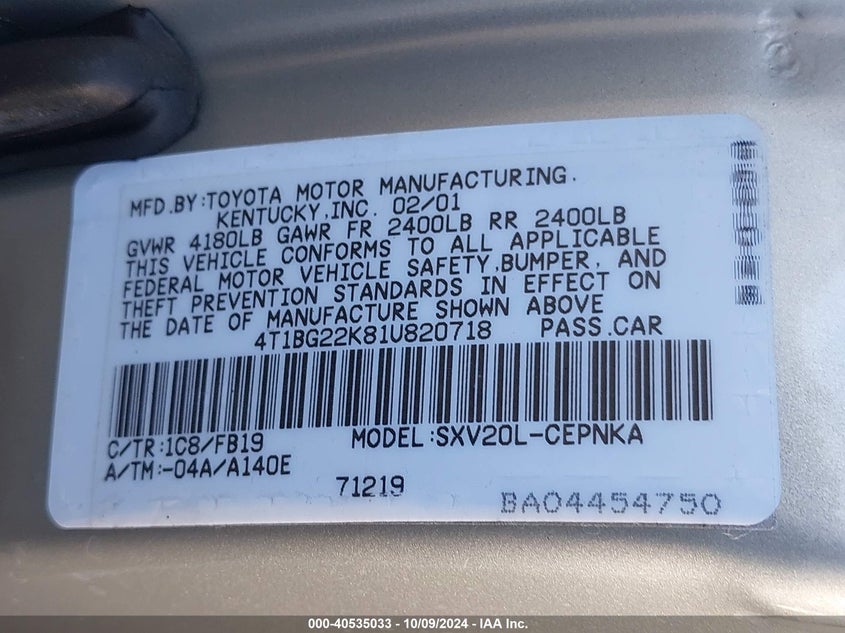 MFD.BY:TOYOTA MOTOR MANUFACTURING.
KENTUCKY,INC. 02/01
GVWR 4180LB GAWR FR 2400LB RR 2400LB
THIS VEHICLE CONFORMS TO ALL APPLICABLE
FEDERAL MOTOR VEHICLE SAFETY,BUMPER, AND
THEFT PREVENTION STANDARDS IN EFFECT ON
THE DATE OF MANUFACTURE SHOWN ABOVE
4T1BG22K81U820718 PASS.CAR
C/TR:1C8/FB19 MODEL:SXV20L-CEPNKA
A/TM:-04A/A140E
71219
BA04454750
000-40535033 - 10/09/2024 - IAA Inc.